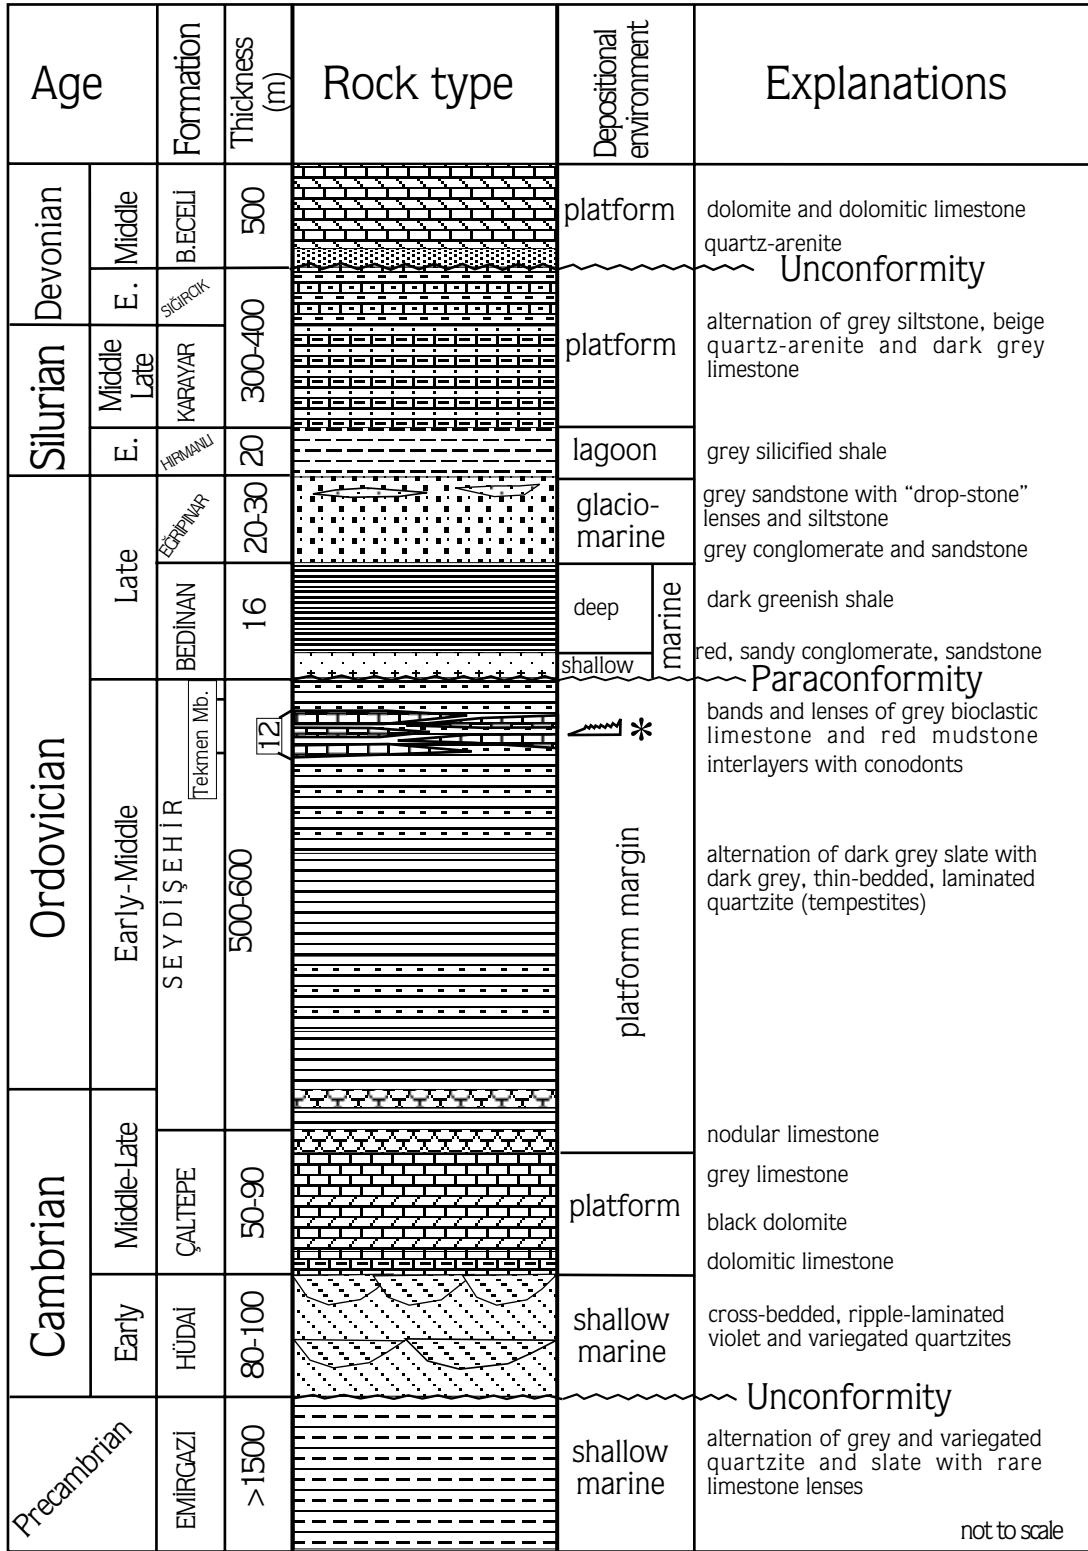 Age
Formation
Thickness
(m)
Rock type
Depositional
environment
Explanations
Devonian
Middle
B.ECELİ
500
platform
dolomite and dolomitic limestone
quartz-arenite
Unconformity
E.
SIĞIRCIK
300-400
platform
alternation of grey siltstone, beige
quartz-arenite and dark grey
limestone
Silurian
Middle
Late
KARAYAR
E.
HIRMANLI
20
lagoon
grey silicified shale
Ordovician
Late
EĞRİPINAR
20-30
glacio-
marine
grey sandstone with “drop-stone”
lenses and siltstone
grey conglomerate and sandstone
BEDİNAN
16
deep
marine
dark greenish shale
shallow
red, sandy conglomerate, sandstone
Paraconformity
Early-Middle
SEYDİŞEHİR
Tekmen Mb.
12
*
bands and lenses of grey bioclastic
limestone and red mudstone
interlayers with conodonts
500-600
platform margin
alternation of dark grey slate with
dark grey, thin-bedded, laminated
quartzite (tempestites)
Cambrian
Middle-Late
nodular limestone
ÇALTEPE
50-90
platform
grey limestone
black dolomite
dolomitic limestone
Early
HÜDAİ
80-100
shallow
marine
cross-bedded, ripple-laminated
violet and variegated quartzites
Unconformity
Precambrian
EMİRGAZİ
>1500
shallow
marine
alternation of grey and variegated
quartzite and slate with rare
limestone lenses
not to scale